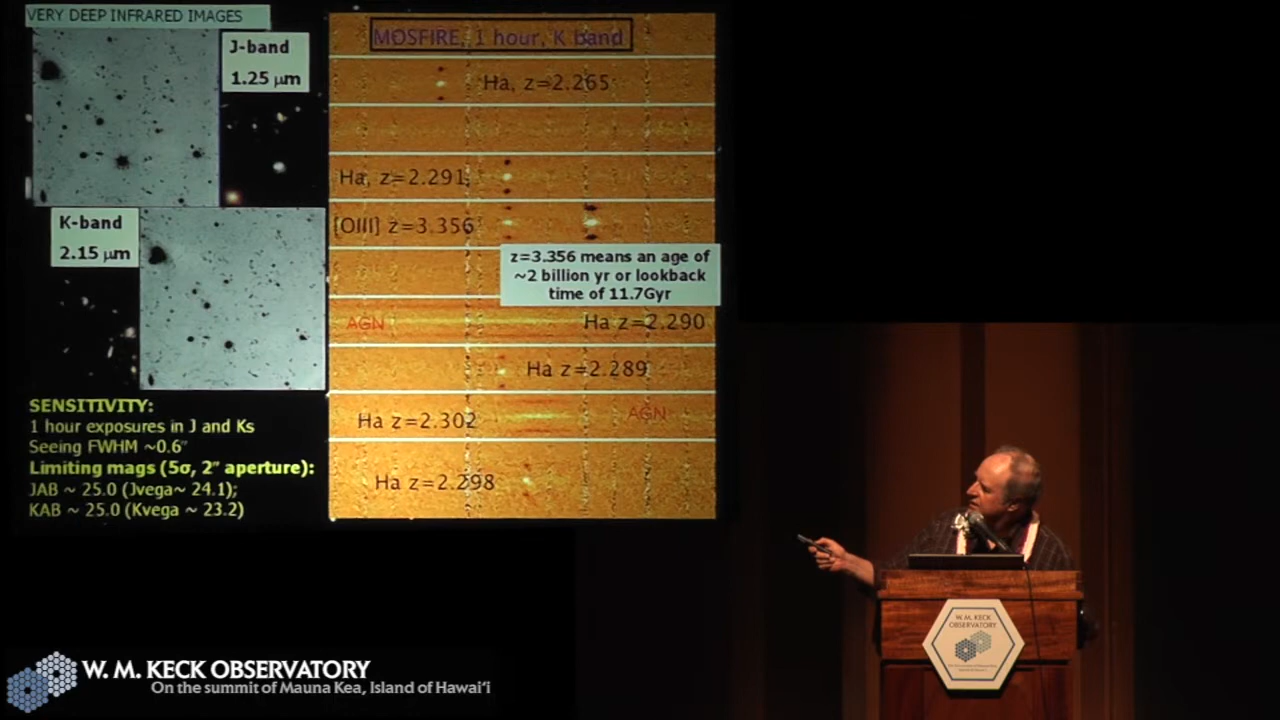 VERY DEEP INFRARED IMAGES
J-band
1.25 μm
K-band
2.15 μm
SENSITIVITY:
1 hour exposures in J and Ks
Seeing FWHM ~0.6″
Limiting mags (5σ, 2″ aperture):
JAB ~ 25.0 (Jvega~ 24.1);
KAB ~ 25.0 (Kvega ~ 23.2)
MOSFIRE, 1 hour, K band
Ha, z=2.265
Ha, z=2.291
[OIII] z=3.356
z=3.356 means an age of
~2 billion yr or lookback
time of 11.7Gyr
AGN Ha z=2.290
Ha z=2.289
Ha z=2.302 AGN
Ha z=2.298
W. M. KECK
OBSERVATORY
W. M. KECK OBSERVATORY
On the summit of Mauna Kea, Island of Hawai‘i